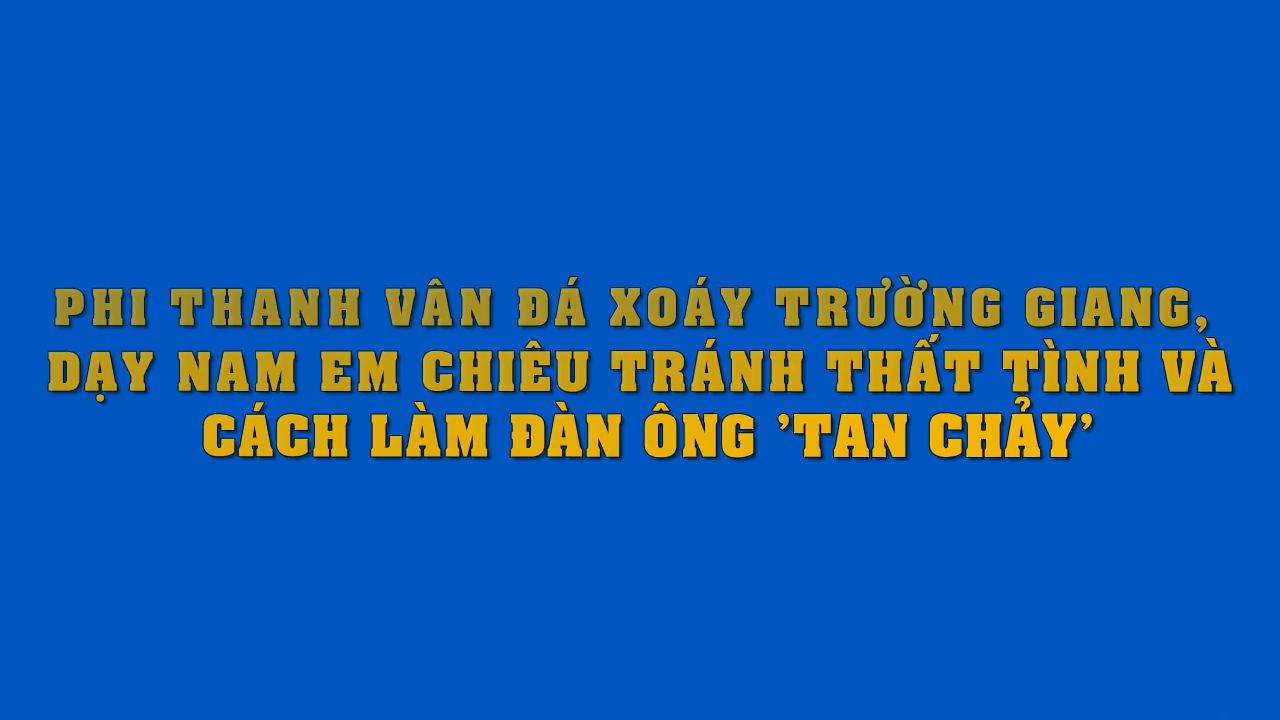 PHI THANH VÂN ĐÁ XOÁY TRƯỜNG GIANG,
DẠY NAM EM CHIÊU TRÁNH THẤT TÌNH VÀ
CÁCH LÀM ĐÀN ÔNG ’TAN CHẢY’